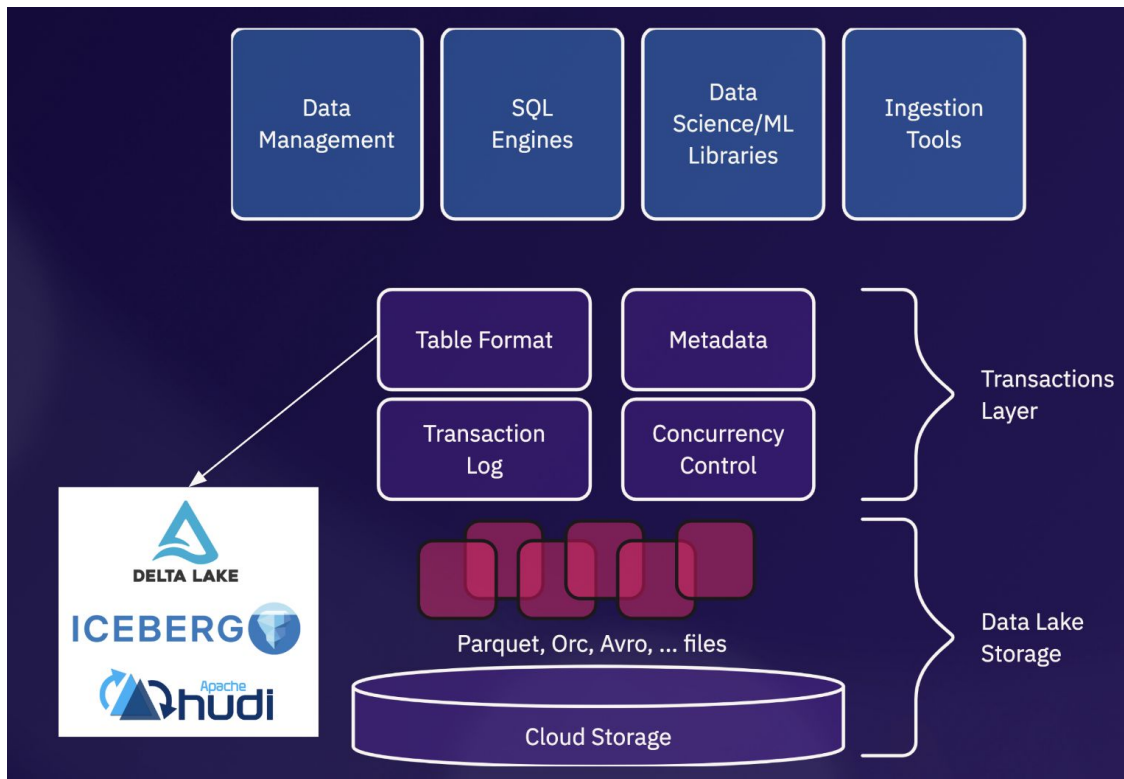 Data
Management
SQL
Engines
Data
Science/ML
Libraries
Ingestion
Tools
Table Format
Metadata
Transaction
Log
Concurrency
Control
Transactions
Layer
DELTA LAKE
ICEBERG
Apache
hudi
Parquet, Orc, Avro, ... files
Cloud Storage
Data Lake
Storage